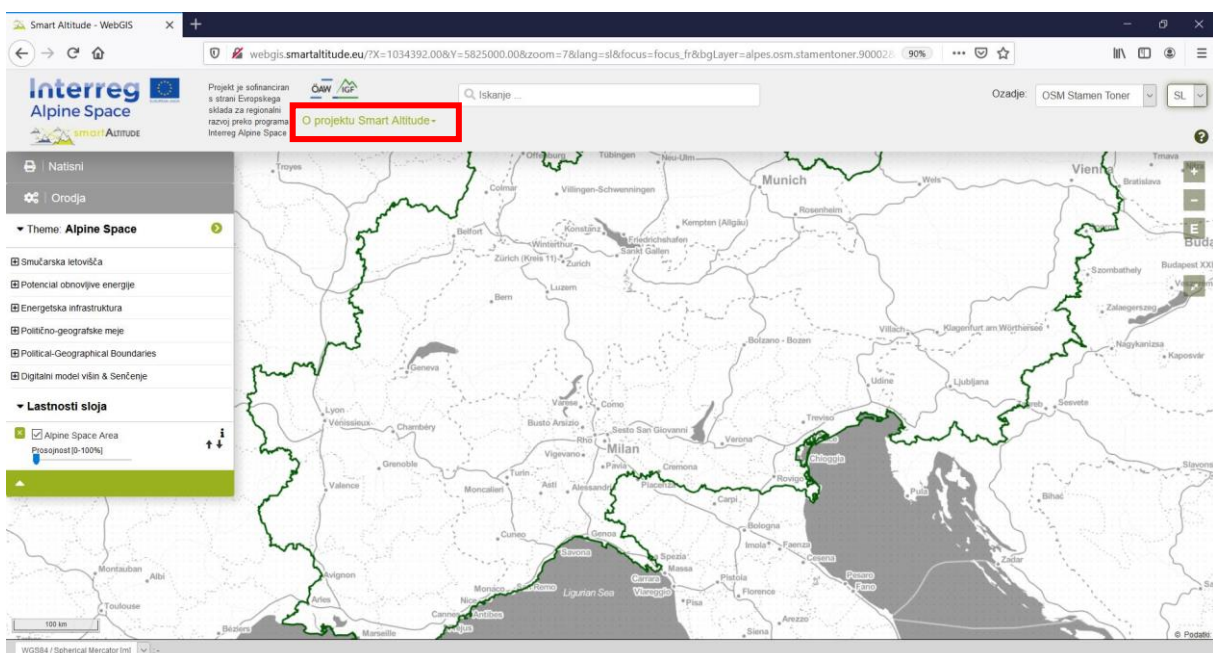 Smart Altitude - WebGIS
webgis.smartaltitude.eu/?X=1034392.00&Y=5825000.00&zoom=7&lang=sl&focus=focus_fr&bgLayer=alpes.osm.stamentoner.90002
90%
Interreg
Alpine Space
smartALTITUDE
Projekt je sofinanciran
s strani Evropskega
sklada za regionalni
razvoj preko programa
Interreg Alpine Space
ÖAW IGF
O projektu Smart Altitude
Iskanje ...
Ozadje:
OSM Stamen Toner
SL
Natisni
Orodja
Theme: Alpine Space
Smučarska letovišča
Potencial obnovljive energije
Energetska infrastruktura
Politično-geografske meje
Political-Geographical Boundaries
Digitalni model višin & Senčenje
Lastnosti sloja
Alpine Space Area
Prosojnost [0-100%]
Troyes
Offenburg
Tübingen
Neu-Ulm
Munich
Wels
Vienna
Trnava
Bratislava
Colmar
Villingen-Schwenningen
Rosenheim
Kempten (Allgäu)
Belfort
Konstanz
Friedrichshafen
Winterthur
Sankt Gallen
Zürich (Kreis 11)
Zurich
E
Buda
Szombathely
Budapest XXI
Luzern
Bern
Zalaegerszeg
Villach
Klagenfurt am Wörthersee
Bolzano - Bozen
Nagykanizsa
Kaposvár
Geneva
Udine
Ljubljana
Varese
Como
Lyon
Vénissieux
Chambéry
Busto Arsizio
Sesto San Giovanni
Treviso
Sesvete
Rho
Milan
Verona
Vigevano
Chioggia
Grenoble
Pavia
Cremona
Turin
Rovigo
Valence
Moncalieri
Asti
Alessandria
Piacenza
Carpi
Pula
Bihać
Slavons
Bologna
Cuneo
Genoa
Imola
Faenza
Savona
Spezia
Cesena
Zadar
Montauban
Albi
Avignon
Massa
Carrara
Pistoia
Pesaro
Fano
Monaco
Ligurian Sea
Viareggio
Florence
Toulouse
Arles
Nice
Cannes
Antibes
Pisa
Arezzo
100 km
Béziers
Marseille
Siena
© Podatki:
WGS84 / Spherical Mercator [m]